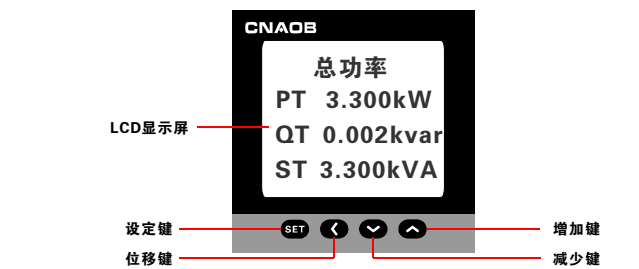 CNAOB
总功率
PT 3.300kW
LCD显示屏
QT 0.002kvar
ST 3.300kVA
设定键
SET
增加键
位移键
减少键